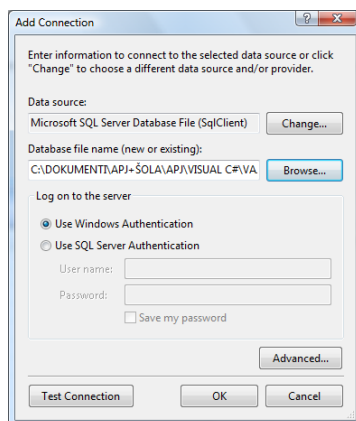 Add Connection
Enter information to connect to the selected data source or click
"Change" to choose a different data source and/or provider.
Data source:
Microsoft SQL Server Database File (SqlClient)
Change...
Database file name (new or existing):
C:\DOKUMENTI\APJ+ŠOLA\APJ\VISUAL C#\VA
Browse...
Log on to the server
Use Windows Authentication
Use SQL Server Authentication
User name:
Password:
Save my password
Advanced...
Test Connection
OK
Cancel